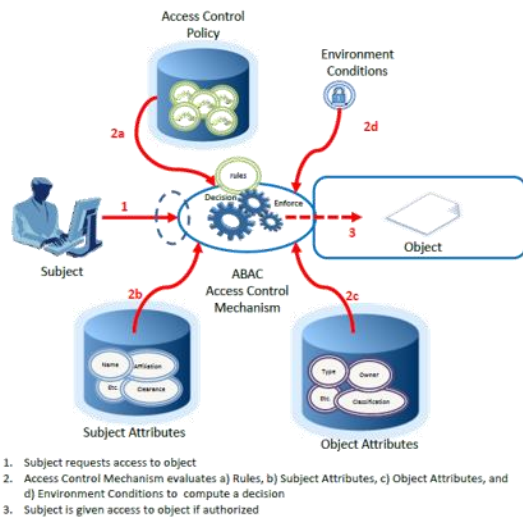 Access Control
Policy
Environment
Conditions
2a
2d
rules
Decision
Enforce
1
3
Subject
Object
ABAC
Access Control
Mechanism
2b
2c
Name
Affiliation
Etc
Clearance
Type
Owner
Etc
Classification
Subject Attributes
Object Attributes
1. Subject requests access to object
2. Access Control Mechanism evaluates a) Rules, b) Subject Attributes, c) Object Attributes, and
d) Environment Conditions to compute a decision
3. Subject is given access to object if authorized